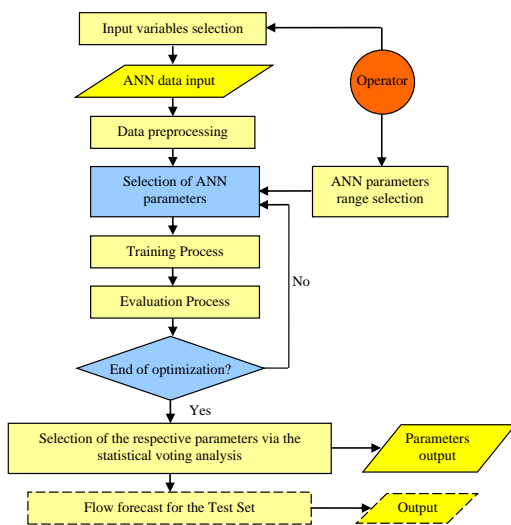 Input variables selection
ANN data input
Operator
Data preprocessing
Selection of ANN
parameters
ANN parameters
range selection
Training Process
No
Evaluation Process
End of optimization?
Yes
Selection of the respective parameters via the
statistical voting analysis
Parameters
output
Flow forecast for the Test Set
Output